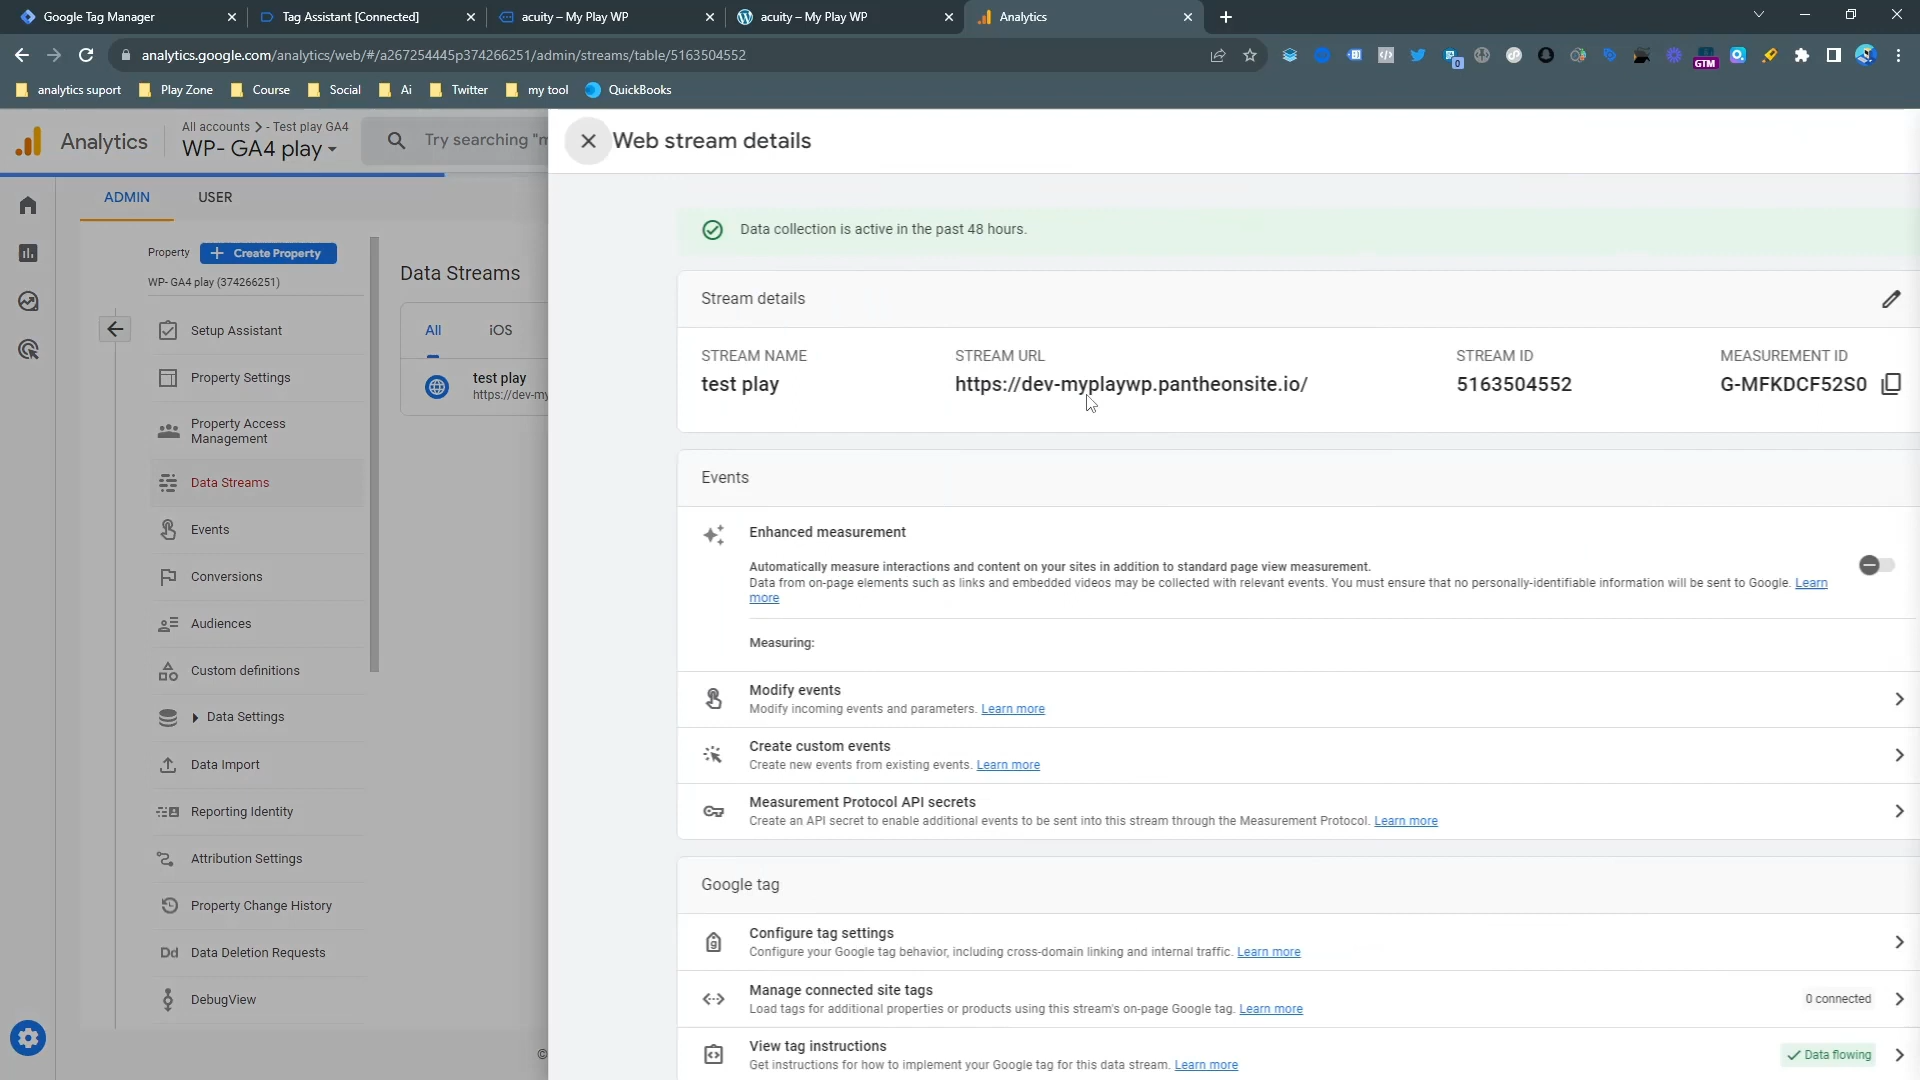 Google Tag Manager
Tag Assistant [Connected]
acuity – My Play WP
acuity – My Play WP
Analytics
analytics.google.com/analytics/web/#/a267254445p374266251/admin/streams/table/5163504552
0
GTM
analytics suport
Play Zone
Course
Social
Ai
Twitter
my tool
QuickBooks
Analytics
All accounts > - Test play GA4
WP- GA4 play
Try searching "m
Web stream details
ADMIN
USER
Data collection is active in the past 48 hours.
Property
Create Property
WP- GA4 play (374266251)
Data Streams
Stream details
Setup Assistant
All
iOS
STREAM NAME
STREAM URL
STREAM ID
MEASUREMENT ID
Property Settings
test play
https://dev-my
test play
https://dev-myplaywp.pantheonsite.io/
5163504552
G-MFKDCF52S0
Property Access
Management
Data Streams
Events
Events
Enhanced measurement
Automatically measure interactions and content on your sites in addition to standard page view measurement.
Data from on-page elements such as links and embedded videos may be collected with relevant events. You must ensure that no personally-identifiable information will be sent to Google. Learn
more
Conversions
Audiences
Measuring:
Custom definitions
Modify events
Modify incoming events and parameters. Learn more
Data Settings
Create custom events
Create new events from existing events. Learn more
Data Import
Reporting Identity
Measurement Protocol API secrets
Create an API secret to enable additional events to be sent into this stream through the Measurement Protocol. Learn more
Attribution Settings
Google tag
Property Change History
Configure tag settings
Configure your Google tag behavior, including cross-domain linking and internal traffic. Learn more
Dd
Data Deletion Requests
Manage connected site tags
Load tags for additional properties or products using this stream's on-page Google tag. Learn more
0 connected
DebugView
View tag instructions
Get instructions for how to implement your Google tag for this data stream. Learn more
Data flowing
©